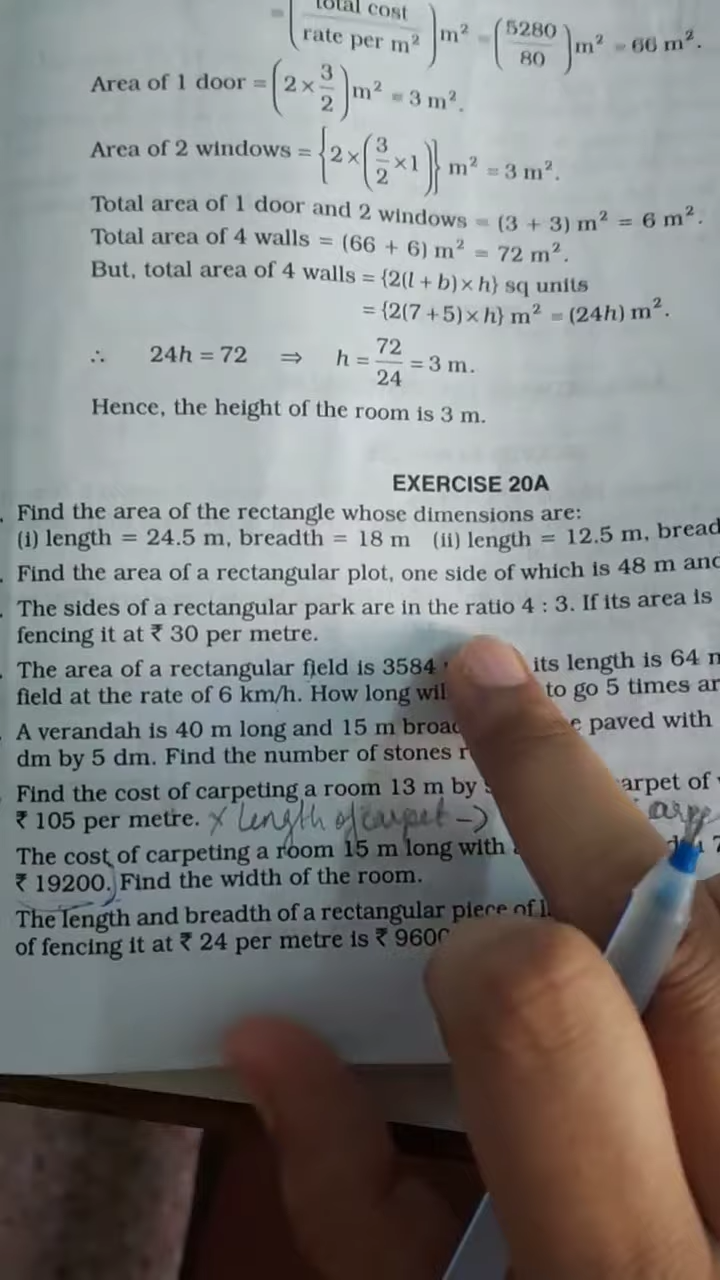 = ( total cost / rate per m² ) m² = ( 5280 / 80 ) m² = 66 m².
Area of 1 door = ( 2 × 3/2 ) m² = 3 m².
Area of 2 windows = { 2 × ( 3/2 × 1 ) } m² = 3 m².
Total area of 1 door and 2 windows = (3 + 3) m² = 6 m².
Total area of 4 walls = (66 + 6) m² = 72 m².
But, total area of 4 walls = {2(l + b) × h} sq units
= {2(7 + 5) × h} m² = (24h) m².
∴ 24h = 72 ⇒ h = 72/24 = 3 m.
Hence, the height of the room is 3 m.
EXERCISE 20A
. Find the area of the rectangle whose dimensions are:
(i) length = 24.5 m, breadth = 18 m (ii) length = 12.5 m, bread
. Find the area of a rectangular plot, one side of which is 48 m and
. The sides of a rectangular park are in the ratio 4 : 3. If its area is
fencing it at ₹ 30 per metre.
. The area of a rectangular field is 3584 its length is 64 m
field at the rate of 6 km/h. How long wil to go 5 times ar
A verandah is 40 m long and 15 m broad e paved with
dm by 5 dm. Find the number of stones r
Find the cost of carpeting a room 13 m by carpet of
₹ 105 per metre. × Length of carpet → carpe
The cost of carpeting a room 15 m long with a 7
₹ 19200. Find the width of the room.
The length and breadth of a rectangular piece of l
of fencing it at ₹ 24 per metre is ₹ 9600